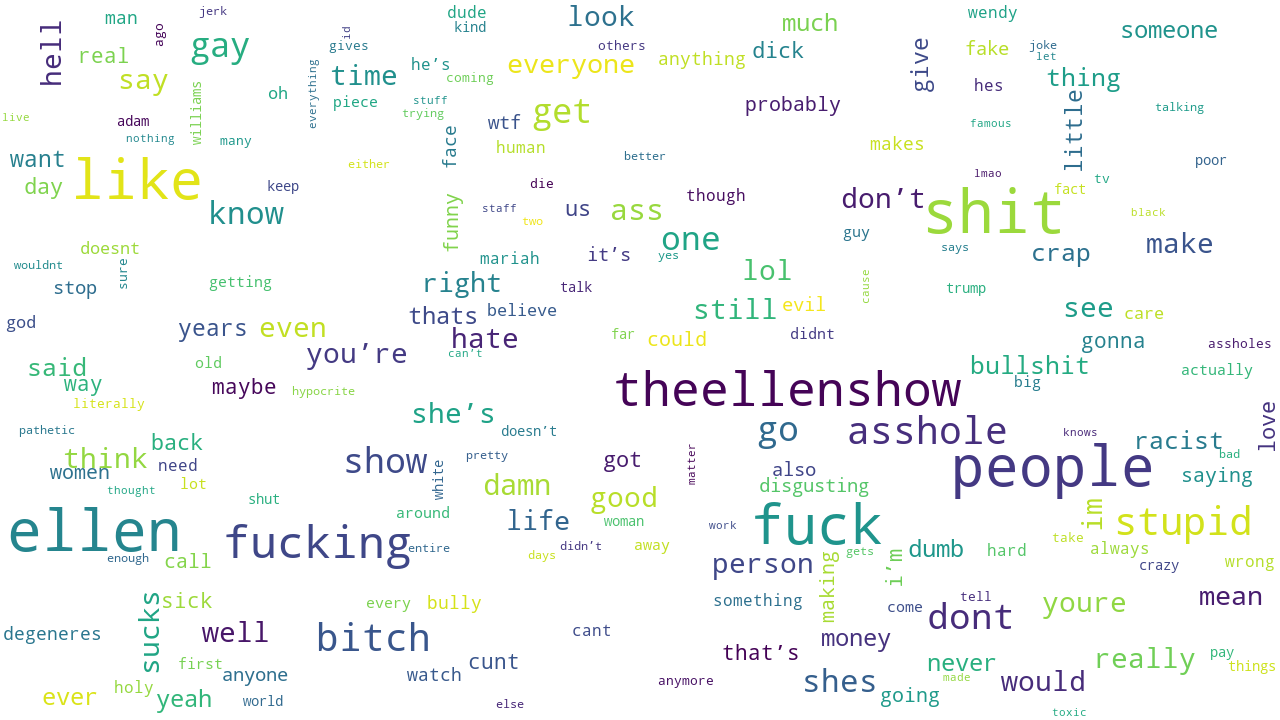 jerk
man
ago
hell
real
say
gay
williams
id
gives
time
everything
piece
oh
he's
dude
kind
coming
stuff
trying
look
others
everyone
anything
much
dick
get
wtf
probably
give
wendy
fake
hes
joke
let
someone
thing
little
talking
live
adam
nothing
many
want
like
day
know
keep
either
face
human
better
makes
famous
poor
die
lmao
tv
fact
though
don't
shit
black
funny
staff
two
us
ass
one
yes
guy
says
crap
make
doesnt
wouldnt
sure
stop
getting
mariah
it's
right
talk
lol
cause
trump
see
care
god
years
even
thats
believe
still
evil
far
could
didnt
gonna
assholes
you're
hate
can't
said
way
old
maybe
hypocrite
literally
bullshit
big
actually
theellenshow
she's
pathetic
back
doesn't
go
asshole
knows
racist
bad
love
think
women
need
lot
thought
show
white
pretty
got
matter
also
disgusting
people
saying
damn
good
shut
around
ellen
fucking
life
woman
work
fuck
im
stupid
enough
entire
days
didn't
away
gets
dumb
hard
take
always
wrong
call
person
i'm
crazy
making
sick
every
bully
something
come
tell
youre
mean
degeneres
sucks
well
bitch
cant
money
dont
that's
first
anyone
watch
cunt
never
really
pay
things
ever
holy
yeah
world
else
anymore
shes
going
made
would
toxic